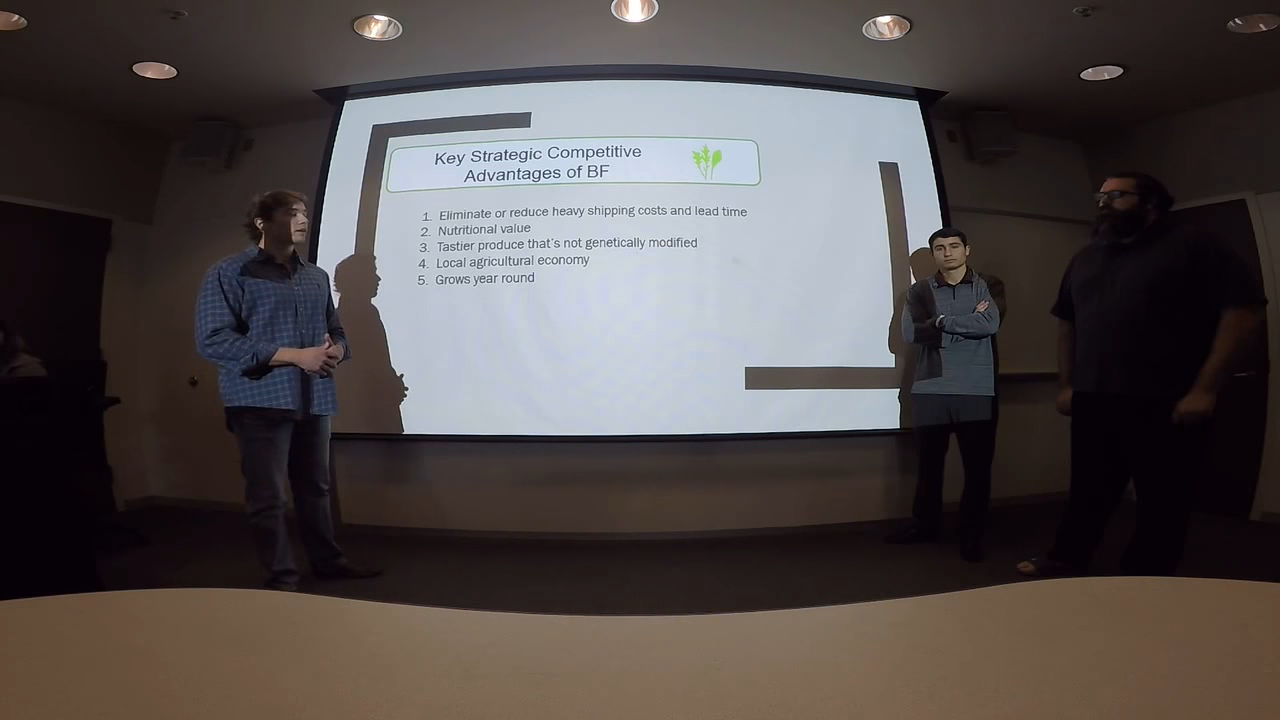 Key Strategic Competitive
Advantages of BF
1. Eliminate or reduce heavy shipping costs and lead time
2. Nutritional value
3. Tastier produce that's not genetically modified
4. Local agricultural economy
5. Grows year round